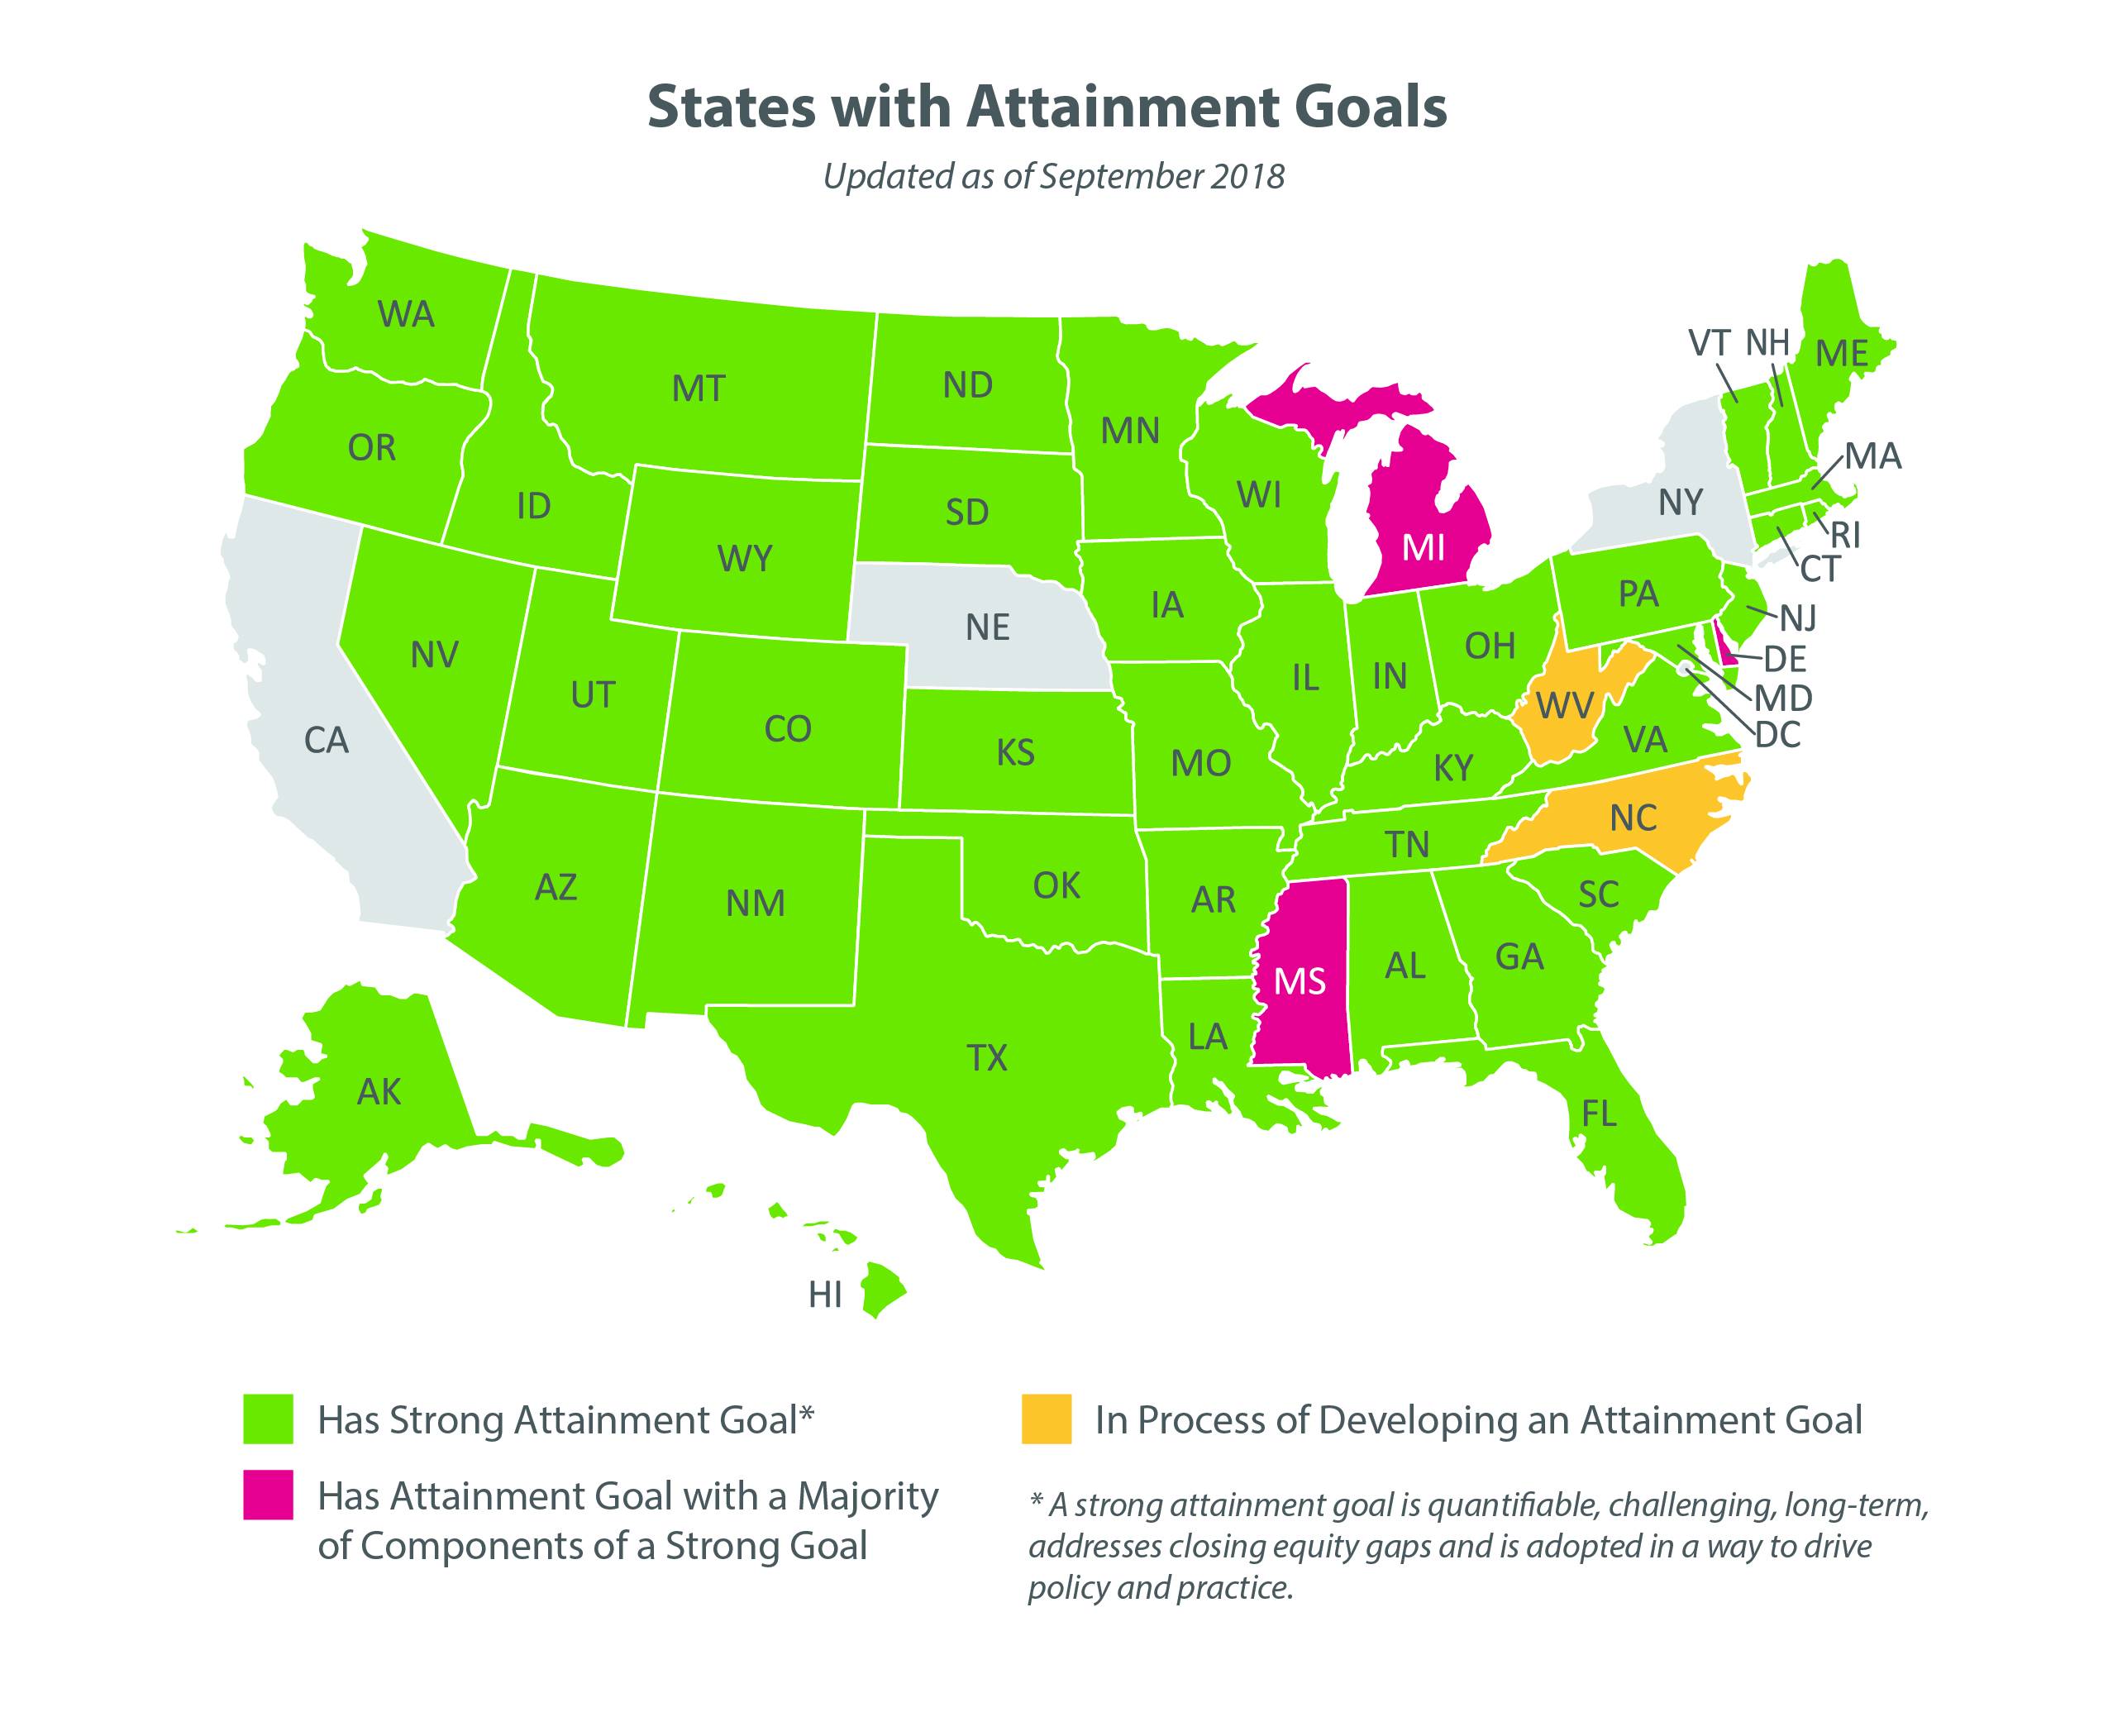 States with Attainment Goals
Updated as of September 2018
WA
MT
ND
MN
VT NH
ME
OR
ID
SD
WI
MA
NY
WY
MI
RI
CT
NV
NE
IA
PA
NJ
UT
IL
IN
OH
DE
CA
CO
KS
MO
WV
MD
VA
DC
KY
NC
TN
AZ
NM
OK
AR
SC
MS
AL
GA
TX
LA
AK
FL
HI
Has Strong Attainment Goal*
Has Attainment Goal with a Majority
of Components of a Strong Goal
In Process of Developing an Attainment Goal
* A strong attainment goal is quantifiable, challenging, long-term,
addresses closing equity gaps and is adopted in a way to drive
policy and practice.